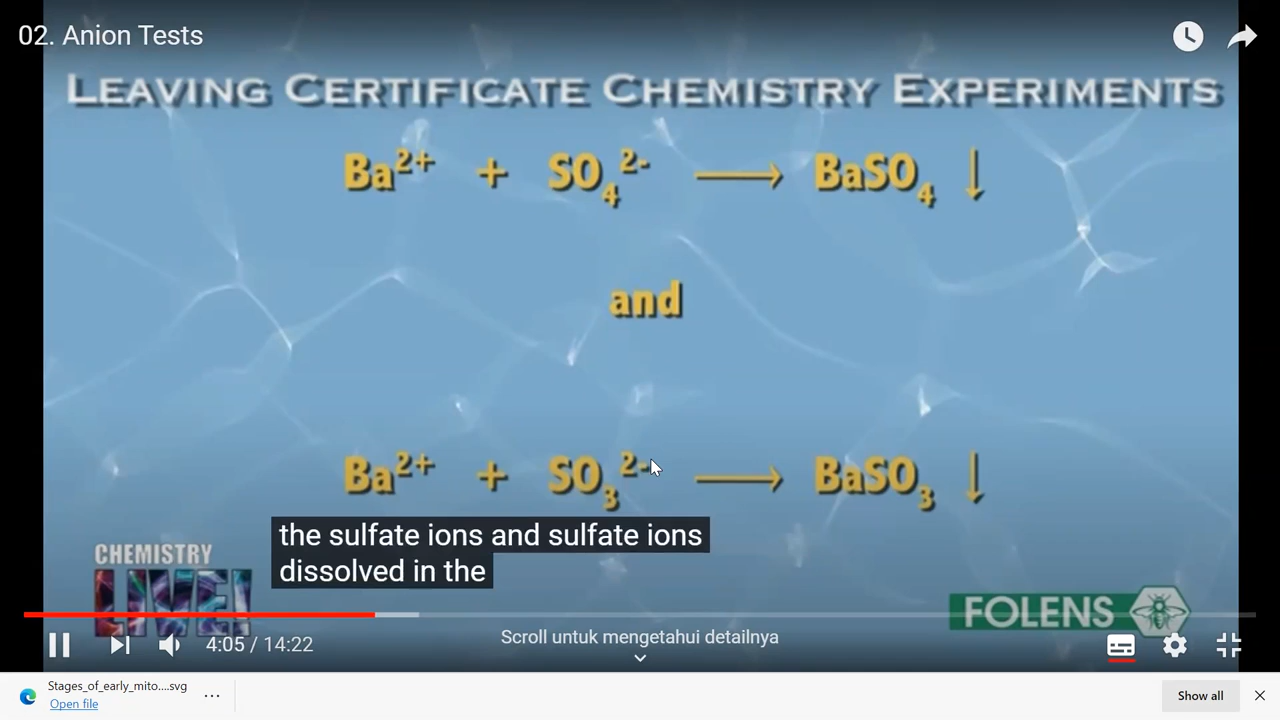 02. Anion Tests
LEAVING CERTIFICATE CHEMISTRY EXPERIMENTS
Ba²⁺ + SO₄²⁻ ⟶ BaSO₄ ↓
and
Ba²⁺ + SO₃²⁻ ⟶ BaSO₃ ↓
the sulfate ions and sulfate ions
dissolved in the
CHEMISTRY
LIVE!
FOLENS
4:05 / 14:22
Scroll untuk mengetahui detailnya
Stages_of_early_mito....svg
Open file
Show all